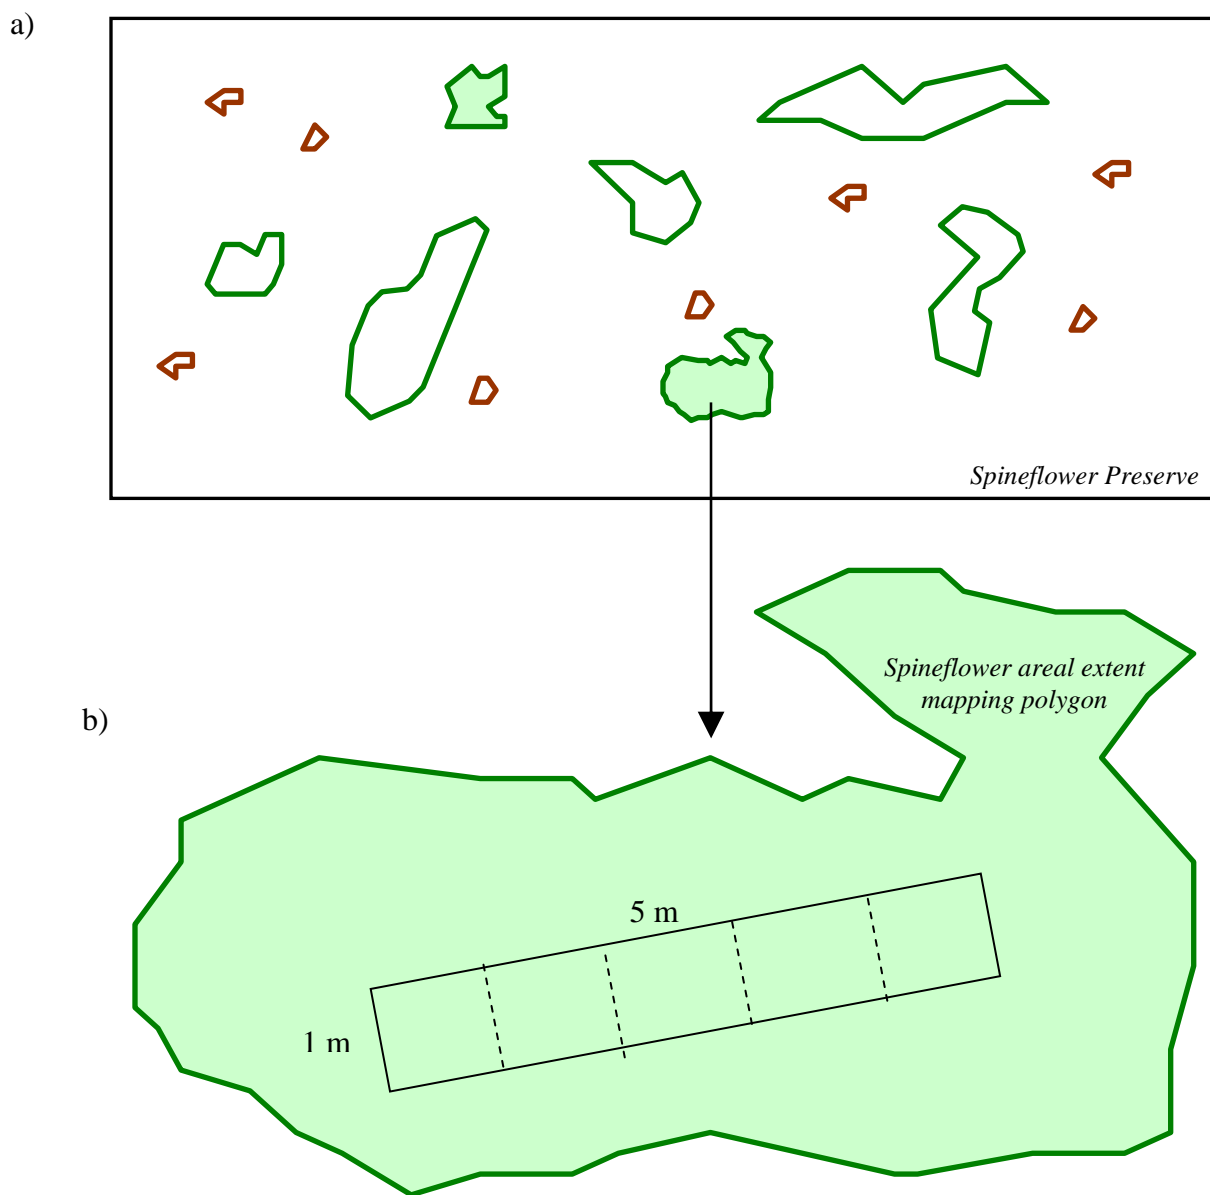 a)
Spineflower Preserve
Spineflower areal extent
mapping polygon
b)
5 m
1 m